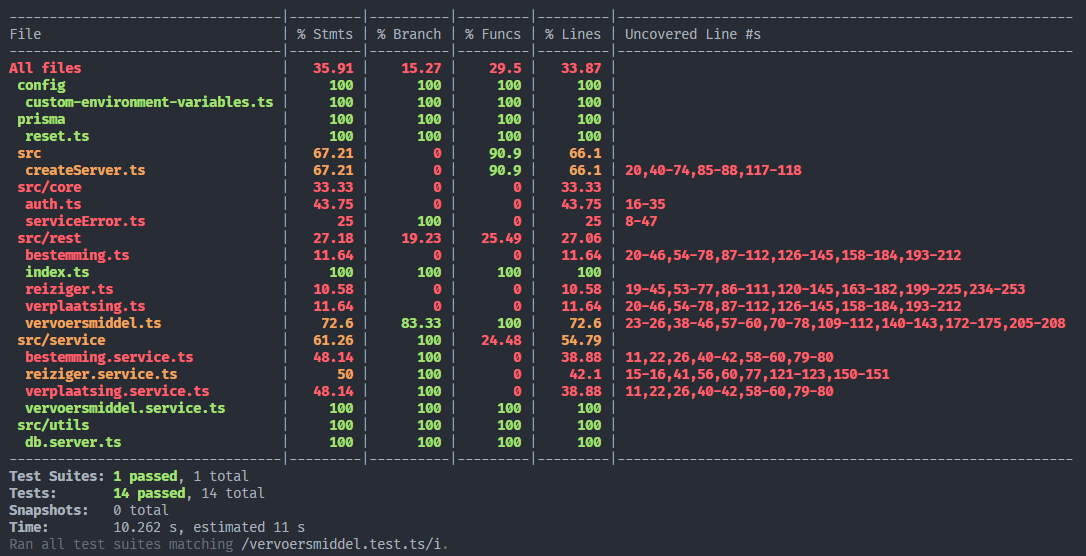 -------------------------------|---------|----------|---------|---------|---------------------------------------------------
File | % Stmts | % Branch | % Funcs | % Lines | Uncovered Line #s
-------------------------------|---------|----------|---------|---------|---------------------------------------------------
All files | 35.91 | 15.27 | 29.5 | 33.87 |
config | 100 | 100 | 100 | 100 |
custom-environment-variables.ts | 100 | 100 | 100 | 100 |
prisma | 100 | 100 | 100 | 100 |
reset.ts | 100 | 100 | 100 | 100 |
src | 67.21 | 0 | 90.9 | 66.1 |
createServer.ts | 67.21 | 0 | 90.9 | 66.1 | 20,40-74,85-88,117-118
src/core | 33.33 | 0 | 0 | 33.33 |
auth.ts | 43.75 | 0 | 0 | 43.75 | 16-35
serviceError.ts | 25 | 100 | 0 | 25 | 8-47
src/rest | 27.18 | 19.23 | 25.49 | 27.06 |
bestemming.ts | 11.64 | 0 | 0 | 11.64 | 20-46,54-78,87-112,126-145,158-184,193-212
index.ts | 100 | 100 | 100 | 100 |
reiziger.ts | 10.58 | 0 | 0 | 10.58 | 19-45,53-77,86-111,120-145,163-182,199-225,234-253
verplaatsing.ts | 11.64 | 0 | 0 | 11.64 | 20-46,54-78,87-112,126-145,158-184,193-212
vervoersmiddel.ts | 72.6 | 83.33 | 100 | 72.6 | 23-26,38-46,57-60,70-78,109-112,140-143,172-175,205-208
src/service | 61.26 | 100 | 24.48 | 54.79 |
bestemming.service.ts | 48.14 | 100 | 0 | 38.88 | 11,22,26,40-42,58-60,79-80
reiziger.service.ts | 50 | 100 | 0 | 42.1 | 15-16,41,56,60,77,121-123,150-151
verplaatsing.service.ts | 48.14 | 100 | 0 | 38.88 | 11,22,26,40-42,58-60,79-80
vervoersmiddel.service.ts | 100 | 100 | 100 | 100 |
src/utils | 100 | 100 | 100 | 100 |
db.server.ts | 100 | 100 | 100 | 100 |
-------------------------------|---------|----------|---------|---------|---------------------------------------------------
Test Suites: 1 passed, 1 total
Tests: 14 passed, 14 total
Snapshots: 0 total
Time: 10.262 s, estimated 11 s
Ran all test suites matching /vervoersmiddel.test.ts/i.